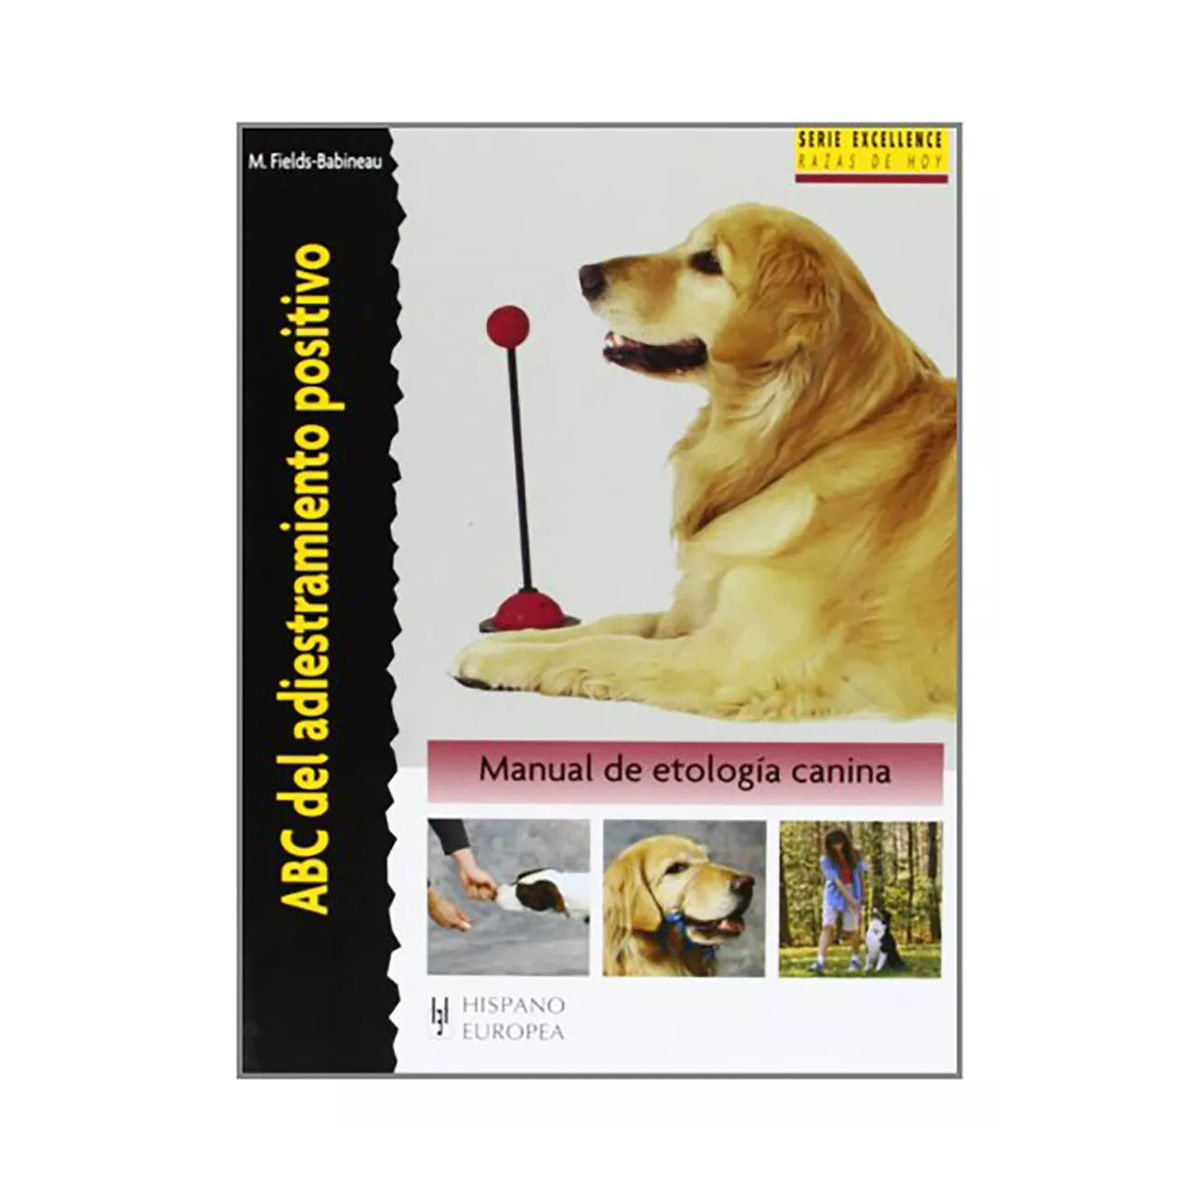 M. Fields-Babineau
ABC del adiestramiento positivo
SERIE EXCELLENCE
RAZAS DE HOY
Manual de etología canina
HISPANO
EUROPEA